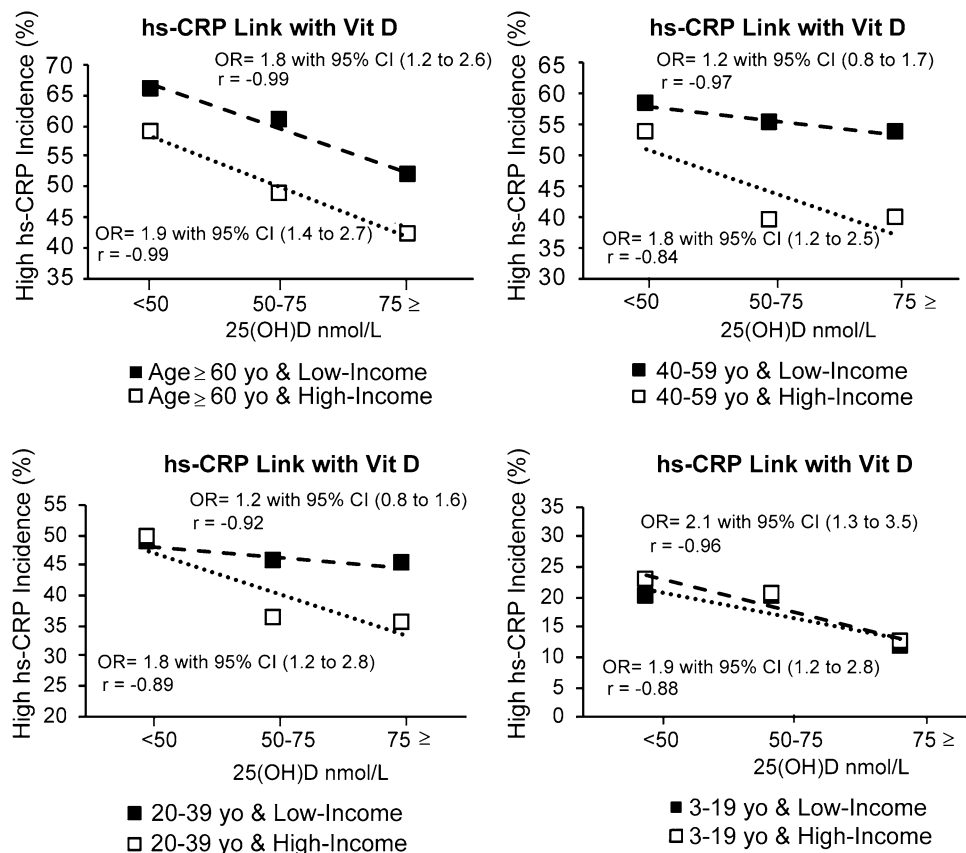 hs-CRP Link with Vit D
High hs-CRP Incidence (%)
OR= 1.8 with 95% CI (1.2 to 2.6)
r = -0.99
70
65
60
55
50
45
40
35
OR= 1.9 with 95% CI (1.4 to 2.7)
r = -0.99
<50 50-75 75 ≥
25(OH)D nmol/L
Age ≥ 60 yo & Low-Income
Age ≥ 60 yo & High-Income
hs-CRP Link with Vit D
High hs-CRP Incidence (%)
OR= 1.2 with 95% CI (0.8 to 1.7)
r = -0.97
65
60
55
50
45
40
35
30
OR= 1.8 with 95% CI (1.2 to 2.5)
r = -0.84
<50 50-75 75 ≥
25(OH)D nmol/L
40-59 yo & Low-Income
40-59 yo & High-Income
hs-CRP Link with Vit D
High hs-CRP Incidence (%)
OR= 1.2 with 95% CI (0.8 to 1.6)
r = -0.92
55
50
45
40
35
30
25
20
OR= 1.8 with 95% CI (1.2 to 2.8)
r = -0.89
<50 50-75 75 ≥
25(OH)D nmol/L
20-39 yo & Low-Income
20-39 yo & High-Income
hs-CRP Link with Vit D
High hs-CRP Incidence (%)
OR= 2.1 with 95% CI (1.3 to 3.5)
r = -0.96
35
30
25
20
15
10
5
0
OR= 1.9 with 95% CI (1.2 to 2.8)
r = -0.88
<50 50-75 75 ≥
25(OH)D nmol/L
3-19 yo & Low-Income
3-19 yo & High-Income